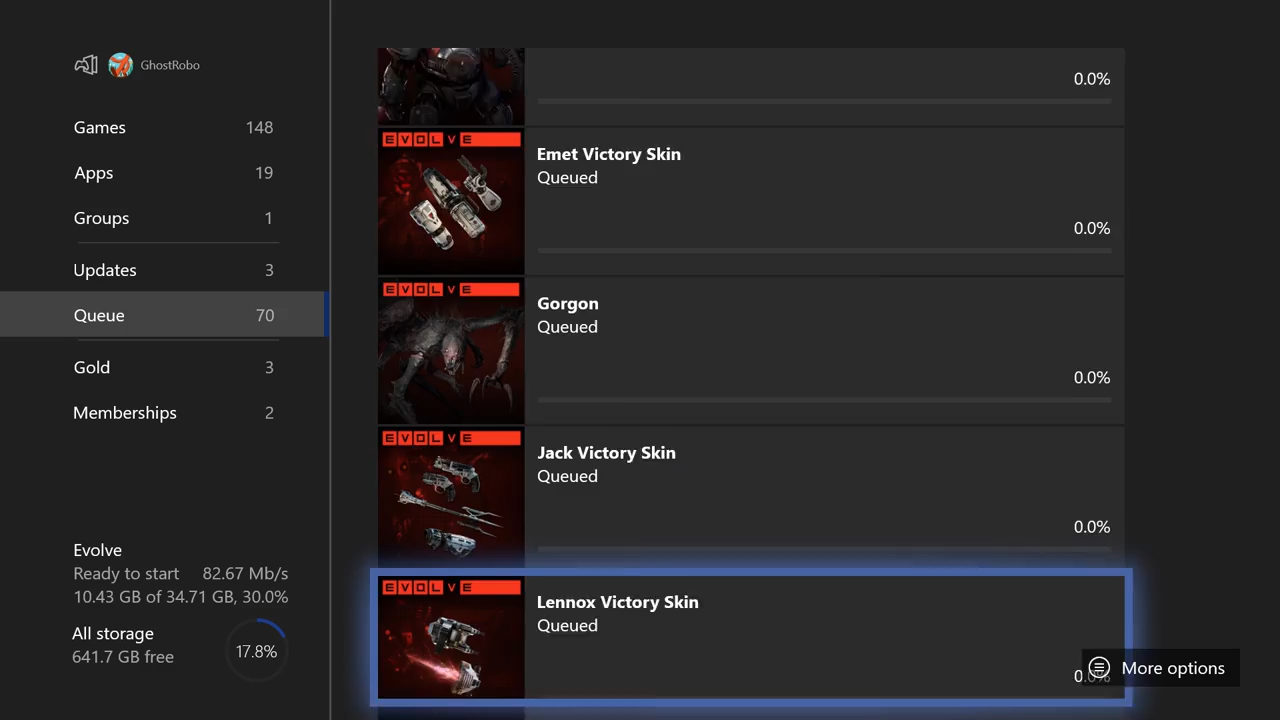 GhostRobo
Games 148
Apps 19
Groups 1
Updates 3
Queue 70
Gold 3
Memberships 2
Evolve
Ready to start 82.67 Mb/s
10.43 GB of 34.71 GB, 30.0%
All storage
641.7 GB free
17.8%
0.0%
EVOLVE
Emet Victory Skin
Queued
0.0%
EVOLVE
Gorgon
Queued
0.0%
EVOLVE
Jack Victory Skin
Queued
0.0%
EVOLVE
Lennox Victory Skin
Queued
0.0%
More options